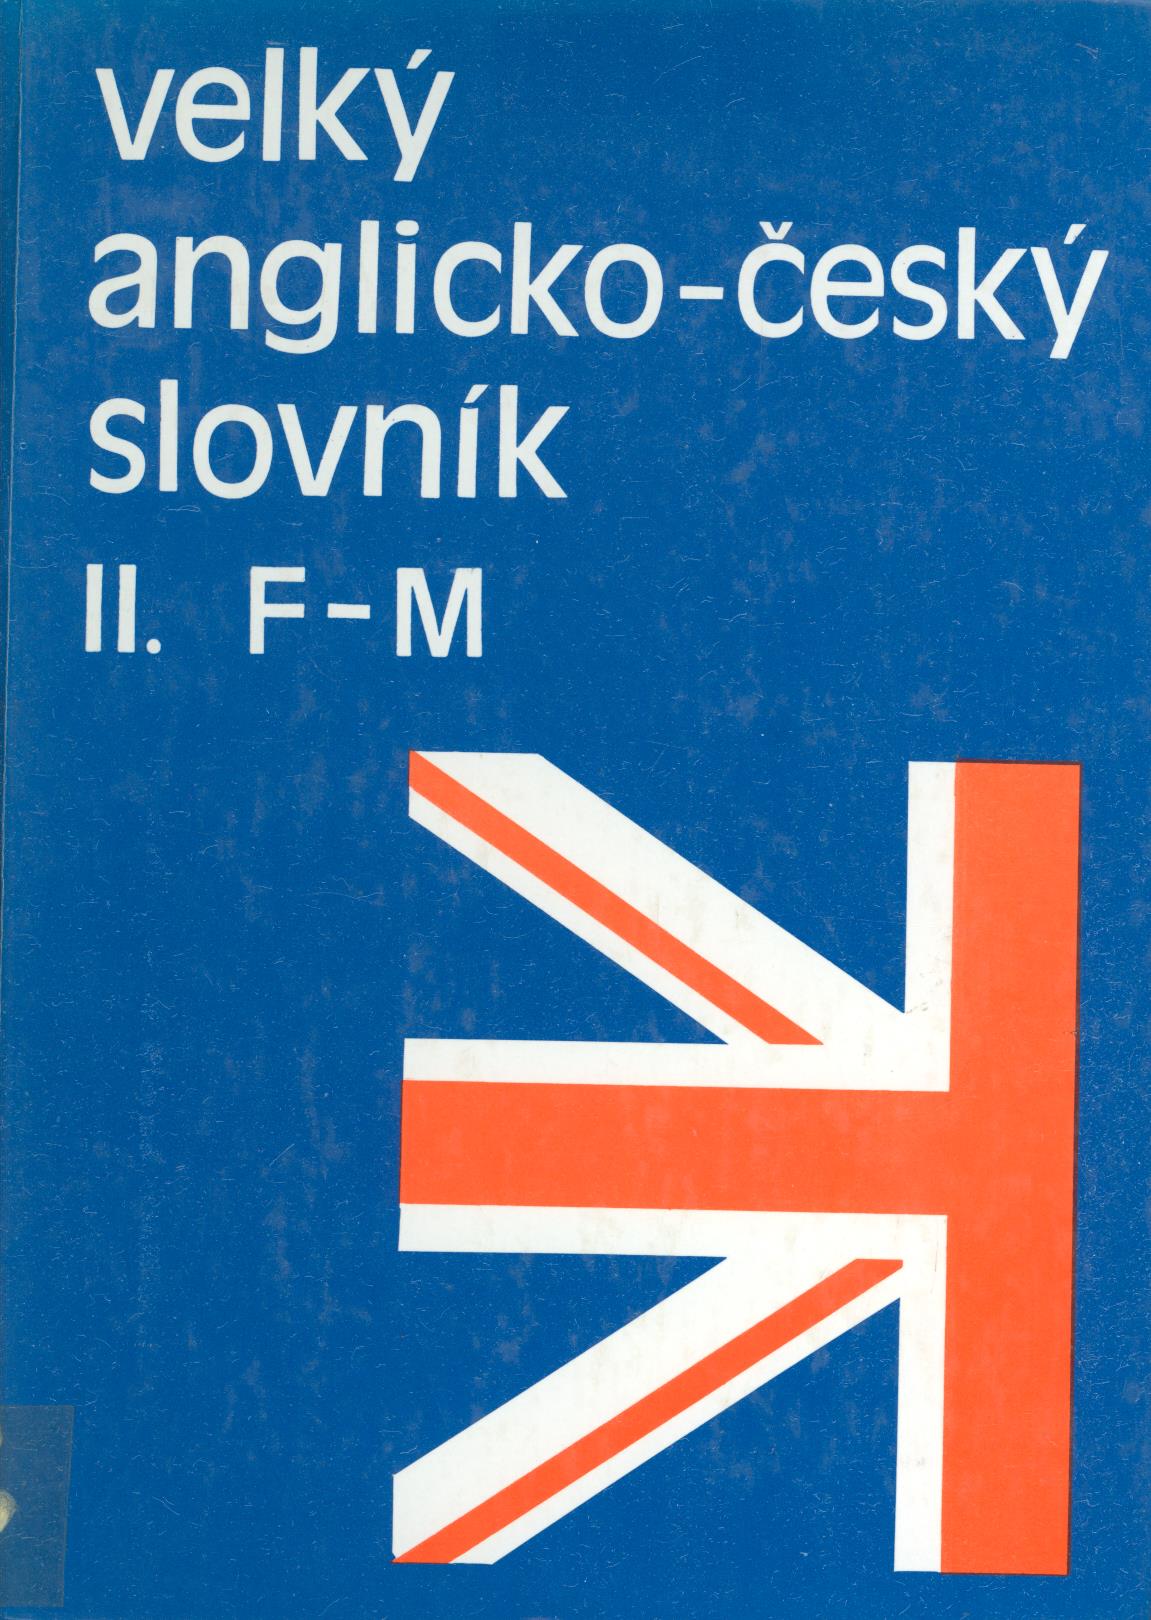 velký
anglicko-český
slovník
II. F-M